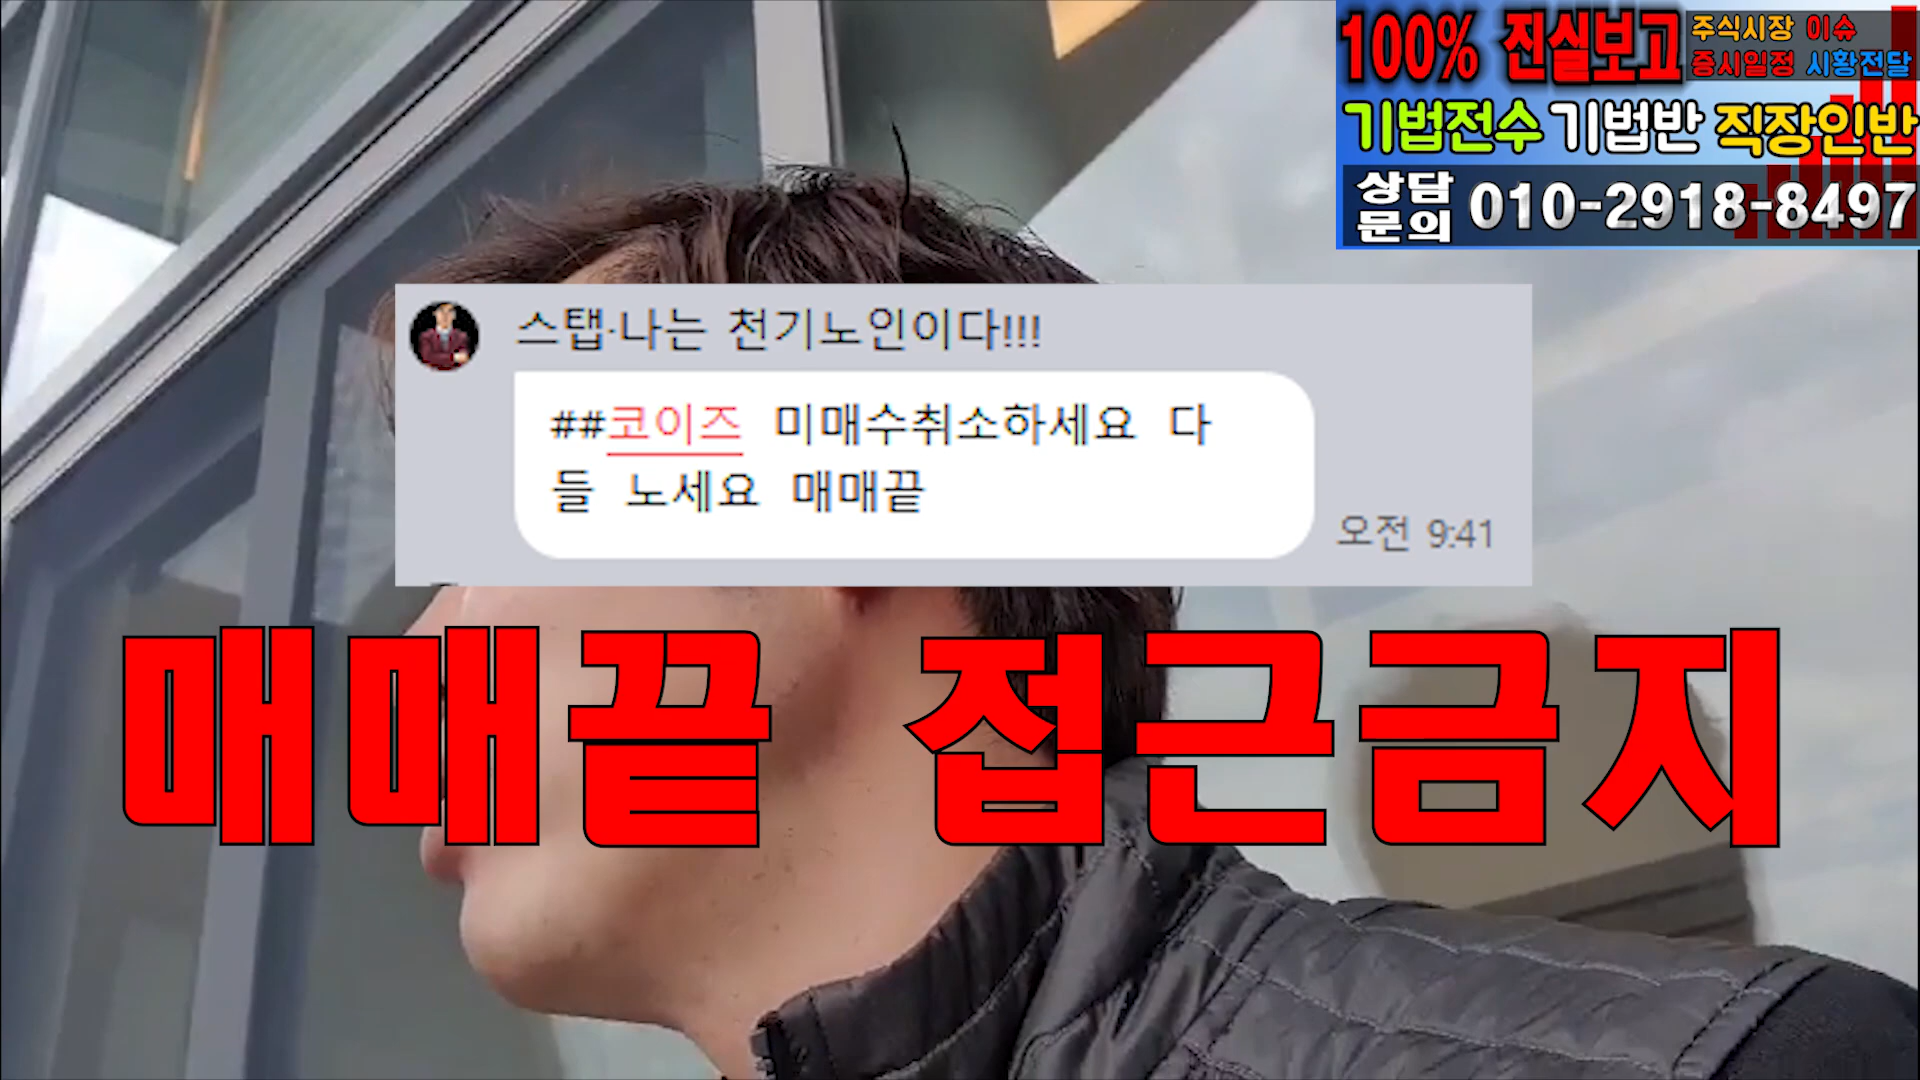 100% 진실보고
주식시장 이슈
증시일정 시황전달
기법전수 기법반 직장인반
상담
문의 010-2918-8497
스탭·나는 천기노인이다!!!
##코이즈 미매수취소하세요 다
들 노세요 매매끝
오전 9:41
매매끝 접근금지